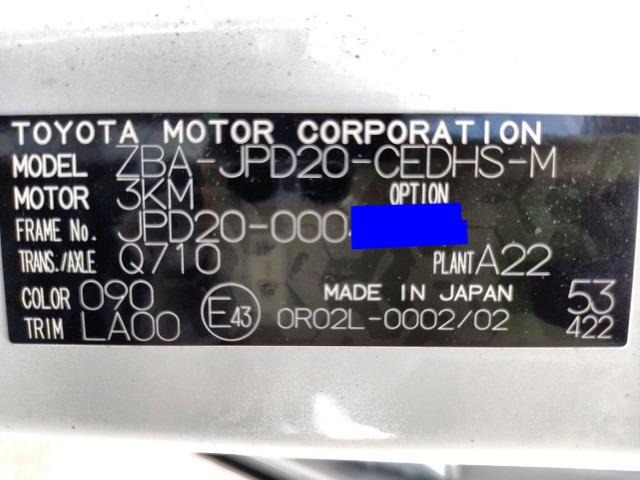 TOYOTA MOTOR CORPORATION
MODEL ZBA-JPD20-CEDHS-M
MOTOR 3KM OPTION
FRAME No. JPD20-000
TRANS./AXLE Q710 PLANT A22
COLOR 090 MADE IN JAPAN 53
TRIM LA00 E43 0R02L-0002/02 422